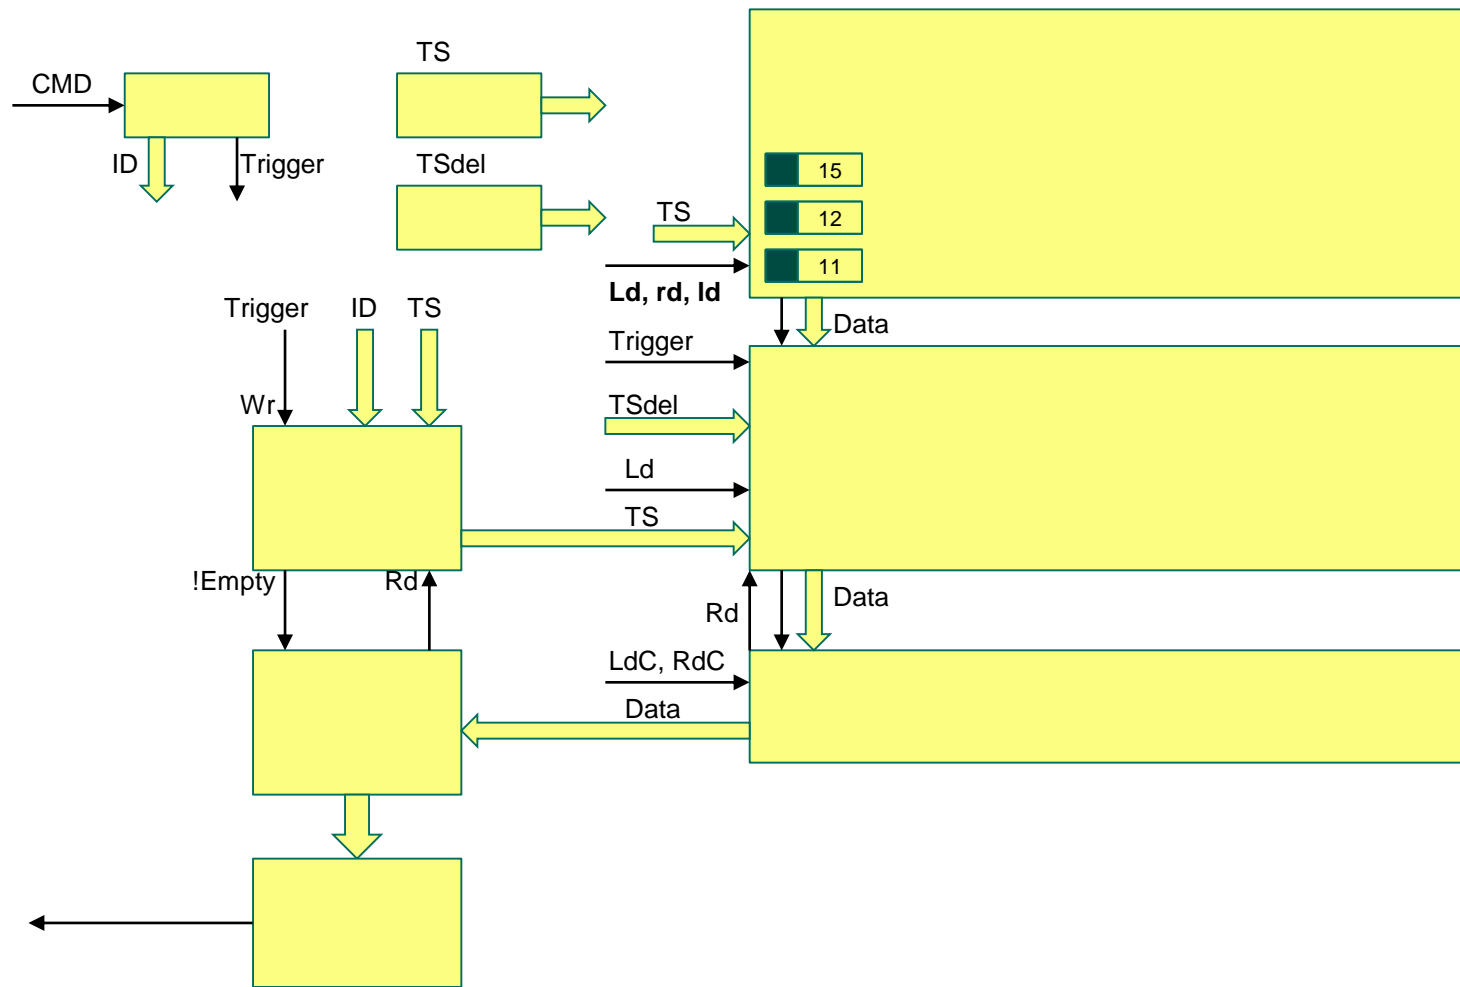 TS
CMD
ID
Trigger
TSdel
15
12
11
TS
Ld, rd, ld
Trigger
ID
TS
Data
Trigger
Wr
TSdel
Ld
TS
!Empty
Rd
Rd
Data
LdC, RdC
Data